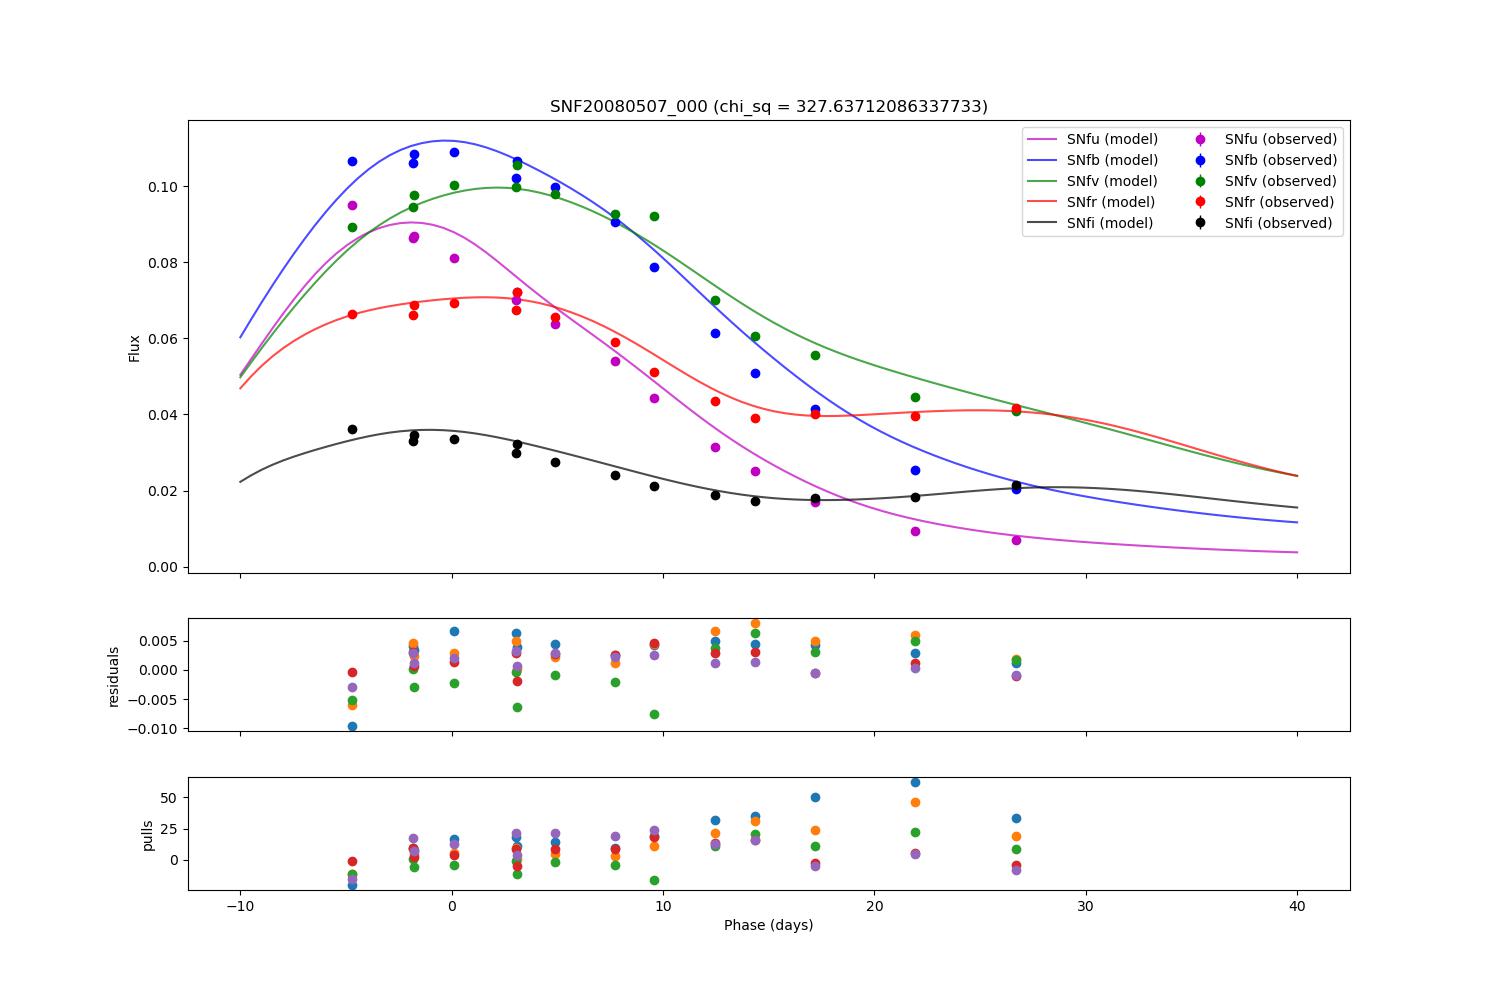 SNF20080507_000 (chi_sq = 327.63712086337733)
SNfu (model) SNfu (observed)
SNfb (model) SNfb (observed)
SNfv (model) SNfv (observed)
SNfr (model) SNfr (observed)
SNfi (model) SNfi (observed)
Flux
0.10
0.08
0.06
0.04
0.02
0.00
residuals
0.005
0.000
−0.005
−0.010
pulls
50
25
0
−10 0 10 20 30 40
Phase (days)